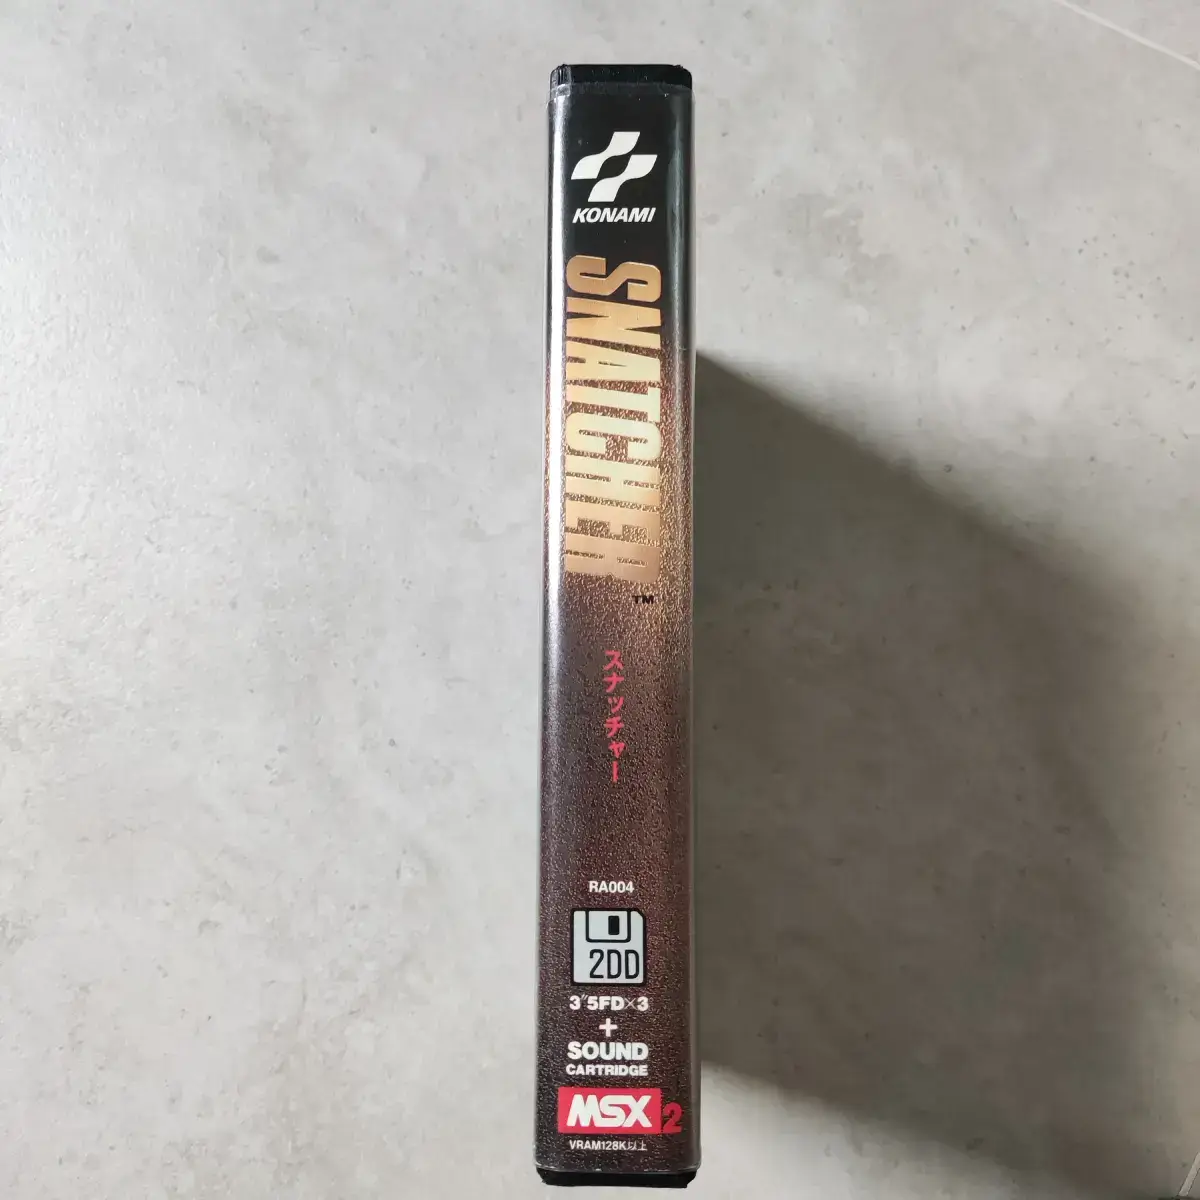 KONAMI
SNATCHER
TM
スナッチャー
RA004
2DD
3"5FD×3
+
SOUND
CARTRIDGE
MSX2
VRAM128K以上